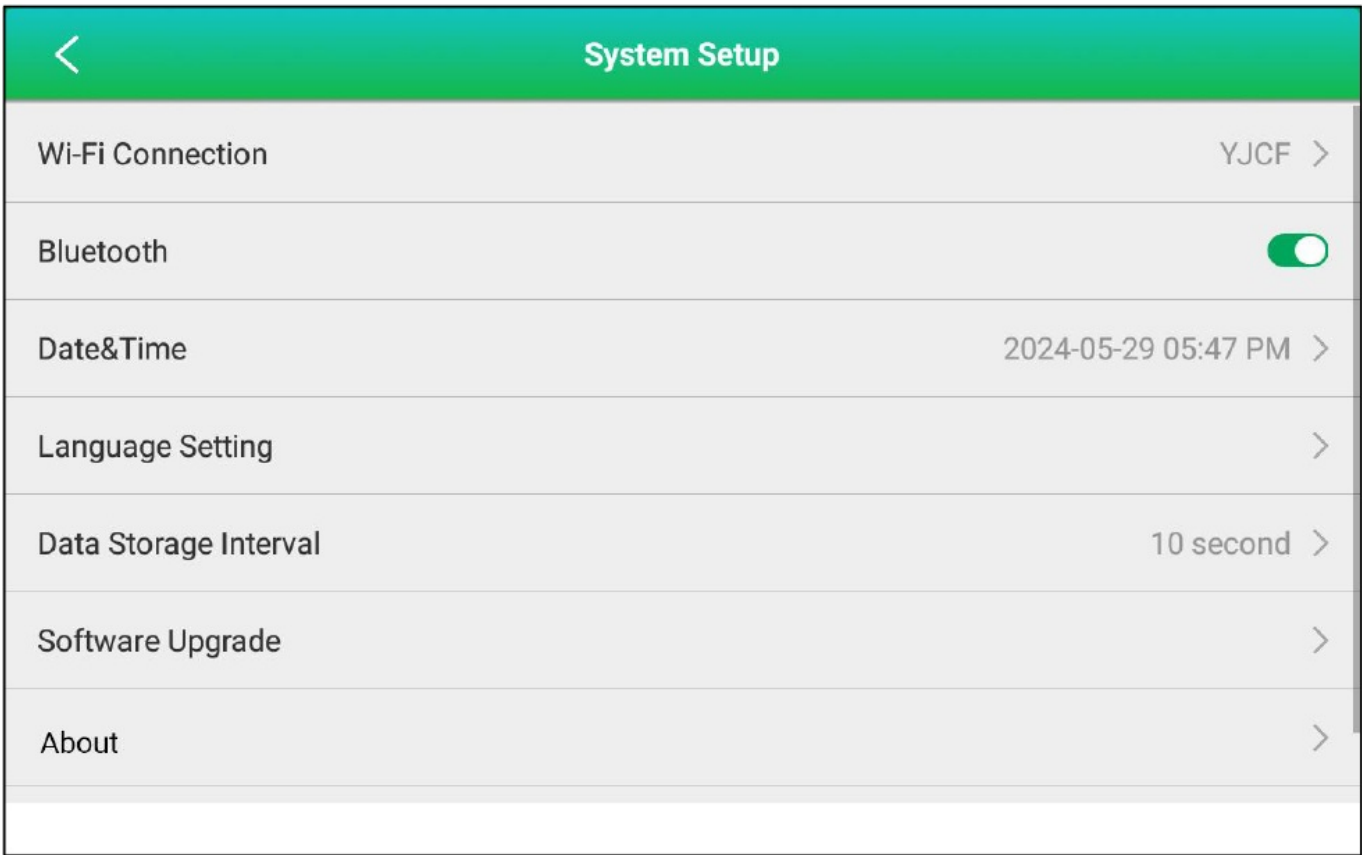 System Setup
Wi-Fi Connection YJCF
Bluetooth
Date&Time 2024-05-29 05:47 PM
Language Setting
Data Storage Interval 10 second
Software Upgrade
About